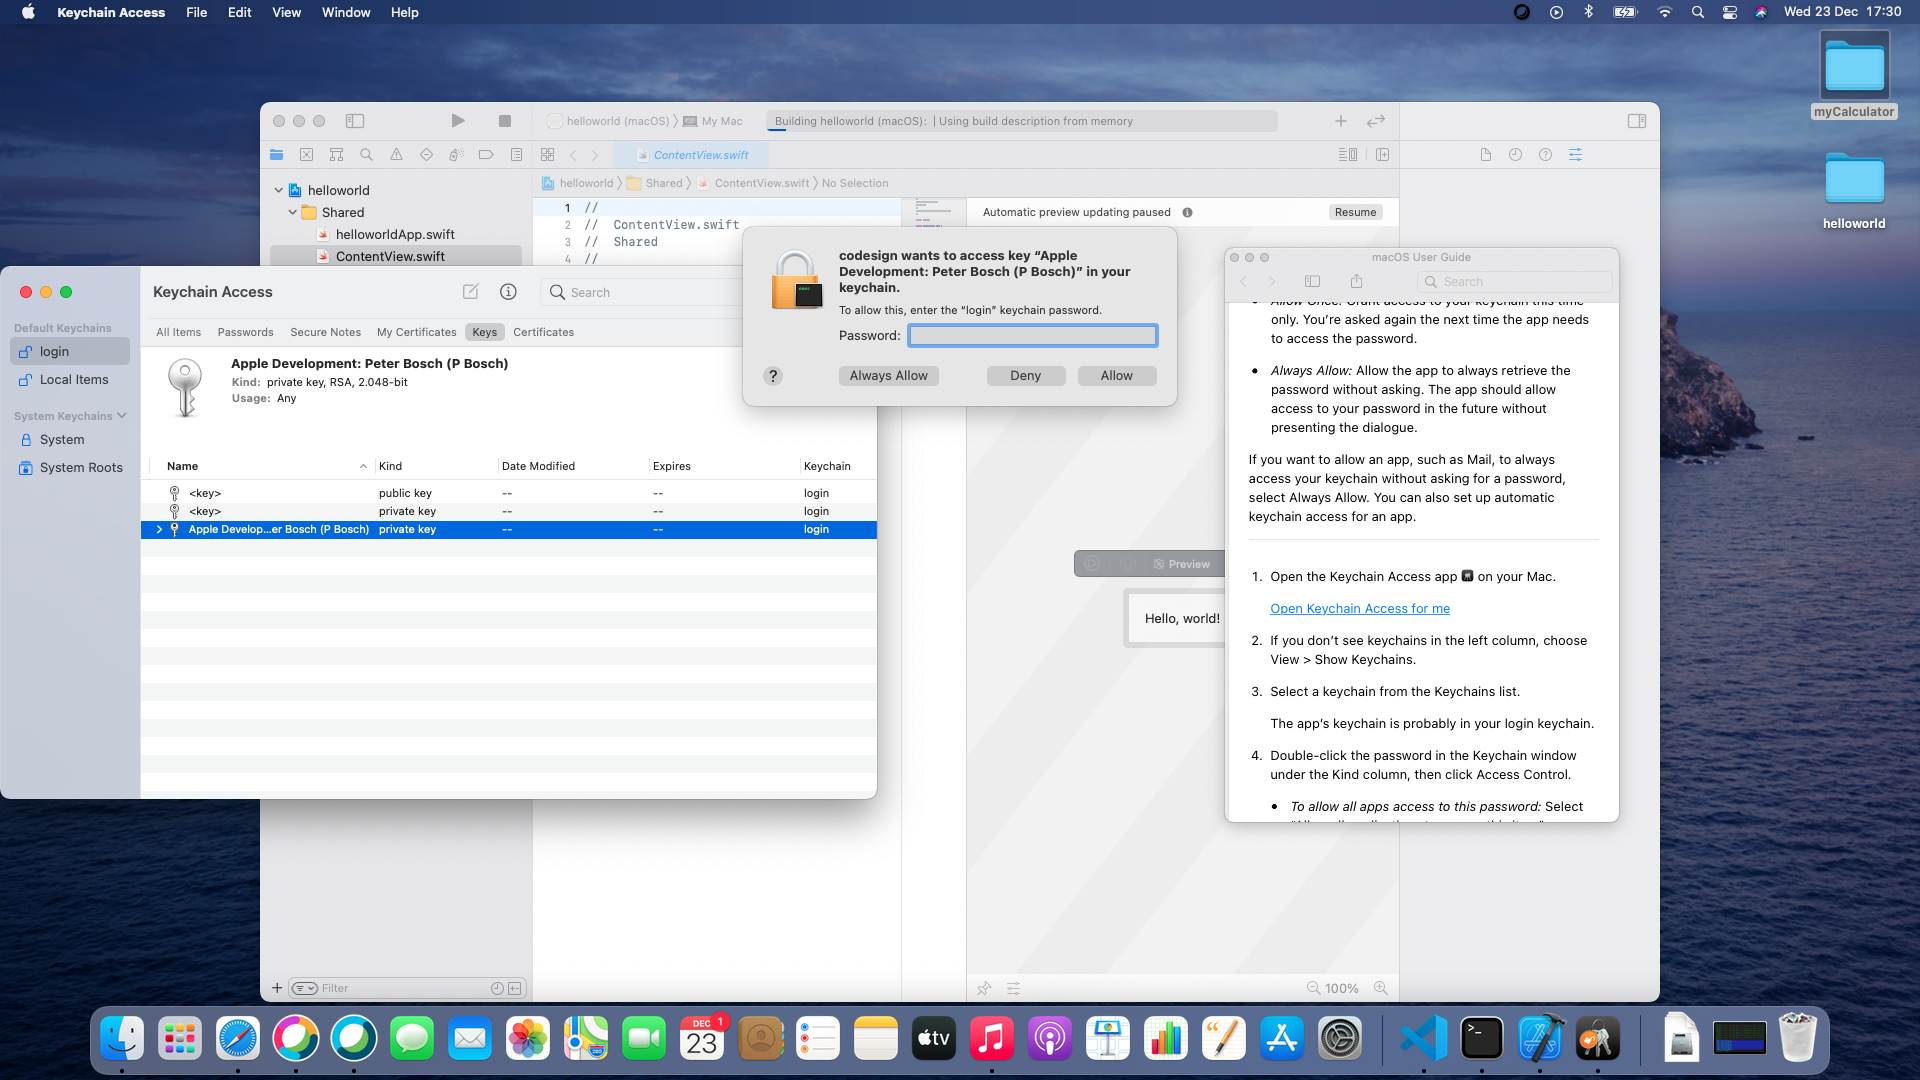 Keychain Access File Edit View Window Help
Wed 23 Dec 17:30
myCalculator
helloworld
helloworld (macOS) My Mac
Building helloworld (macOS): | Using build description from memory
ContentView.swift
helloworld Shared ContentView.swift No Selection
helloworld
Shared
helloworldApp.swift
ContentView.swift
1 //
2 // ContentView.swift
3 // Shared
4 //
Automatic preview updating paused
Resume
codesign wants to access key “Apple
Development: Peter Bosch (P Bosch)” in your
keychain.
To allow this, enter the “login” keychain password.
Password:
? Always Allow Deny Allow
Keychain Access
Search
Default Keychains
login
Local Items
System Keychains
System
System Roots
All Items Passwords Secure Notes My Certificates Keys Certificates
Apple Development: Peter Bosch (P Bosch)
Kind: private key, RSA, 2.048-bit
Usage: Any
Name Kind Date Modified Expires Keychain
<key> public key -- -- login
<key> private key -- -- login
Apple Develop...er Bosch (P Bosch) private key -- -- login
Preview
Hello, world!
macOS User Guide
Search
only. You’re asked again the next time the app needs
to access the password.
• Always Allow: Allow the app to always retrieve the
password without asking. The app should allow
access to your password in the future without
presenting the dialogue.
If you want to allow an app, such as Mail, to always
access your keychain without asking for a password,
select Always Allow. You can also set up automatic
keychain access for an app.
1. Open the Keychain Access app on your Mac.
Open Keychain Access for me
2. If you don’t see keychains in the left column, choose
View > Show Keychains.
3. Select a keychain from the Keychains list.
The app’s keychain is probably in your login keychain.
4. Double-click the password in the Keychain window
under the Kind column, then click Access Control.
• To allow all apps access to this password: Select
Filter
100%
DEC 1
23
tv